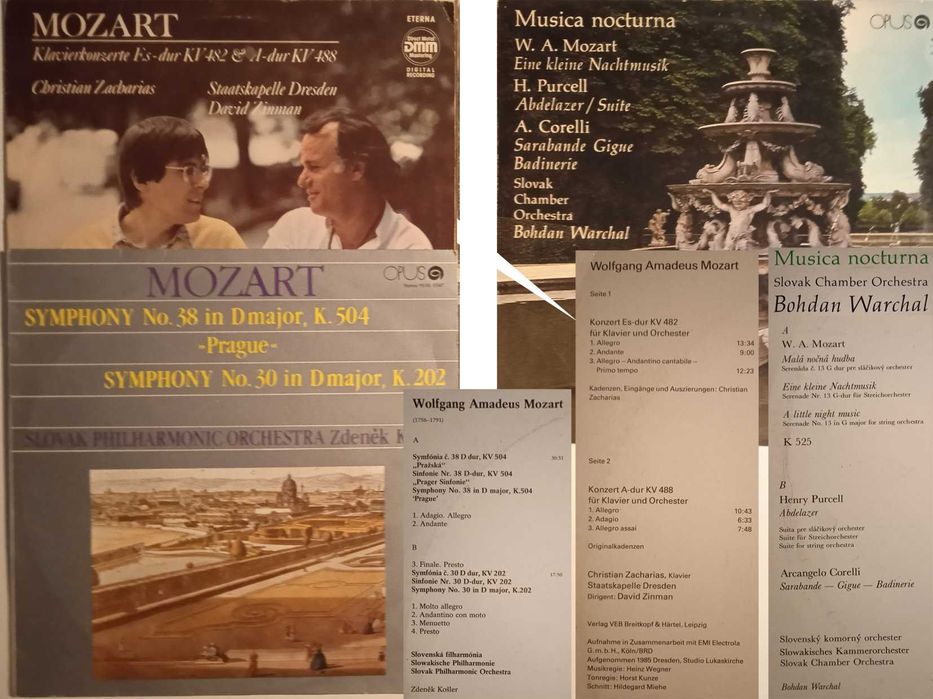 MOZART
Klavierkonzerte Es-dur KV 482 & A-dur KV 488
Christian Zacharias
Staatskapelle Dresden
David Zinman
ETERNA
Direct Metal
DMM
Mastering
DIGITAL
RECORDING
Musica nocturna
OPUS
W. A. Mozart
Eine kleine Nachtmusik
H. Purcell
Abdelazer / Suite
A. Corelli
Sarabande Gigue
Badinerie
Slovak
Chamber
Orchestra
Bohdan Warchal
MOZART
OPUS
Stereo
SYMPHONY No. 38 in D major, K. 504
-Prague-
SYMPHONY No. 30 in D major, K. 202
SLOVAK PHILHARMONIC ORCHESTRA Zdeněk K
Wolfgang Amadeus Mozart
(1756–1791)
A
Symfónia č. 38 D dur, KV 504 30:51
„Pražská“
Sinfonie Nr. 38 D-dur, KV 504
„Prager Sinfonie“
Symphony No. 38 in D major, K.504
‘Prague’
1. Adagio. Allegro
2. Andante
B
3. Finale. Presto
Symfónia č. 30 D dur, KV 202 17:50
Sinfonie Nr. 30 D-dur, KV 202
Symphony No. 30 in D major, K.202
1. Molto allegro
2. Andantino con moto
3. Menuetto
4. Presto
Slovenská filharmónia
Slowakische Philharmonie
Slovak Philharmonic Orchestra
Zdeněk Košler
Wolfgang Amadeus Mozart
Seite 1
Konzert Es-dur KV 482
für Klavier und Orchester
1. Allegro 13:34
2. Andante 9:00
3. Allegro – Andantino cantabile –
Primo tempo 12:23
Kadenzen, Eingänge und Auszierungen: Christian
Zacharias
Seite 2
Konzert A-dur KV 488
für Klavier und Orchester
1. Allegro 10:43
2. Adagio 6:33
3. Allegro assai 7:48
Originalkadenzen
Christian Zacharias, Klavier
Staatskapelle Dresden
Dirigent: David Zinman
Verlag VEB Breitkopf & Härtel, Leipzig
Aufnahme in Zusammenarbeit mit EMI Electrola
G.m.b.H., Köln/BRD
Aufgenommen 1985 Dresden, Studio Lukaskirche
Musikregie: Heinz Wegner
Tonregie: Horst Kunze
Schnitt: Hildegard Miehe
Musica nocturna
Slovak Chamber Orchestra
Bohdan Warchal
A
W. A. Mozart
Malá nočná hudba
Serenáda č. 13 G dur pre sláčikový orchester
Eine kleine Nachtmusik
Serenade Nr. 13 G-dur für Streichorchester
A little night music
Serenade No. 13 in G major for string orchestra
K 525
B
Henry Purcell
Abdelazer
Suita pre sláčikový orchester
Suite für Streichorchester
Suite for string orchestra
Arcangelo Corelli
Sarabande — Gigue — Badinerie
Slovenský komorný orchester
Slowakisches Kammerorchester
Slovak Chamber Orchestra
Bohdan Warchal